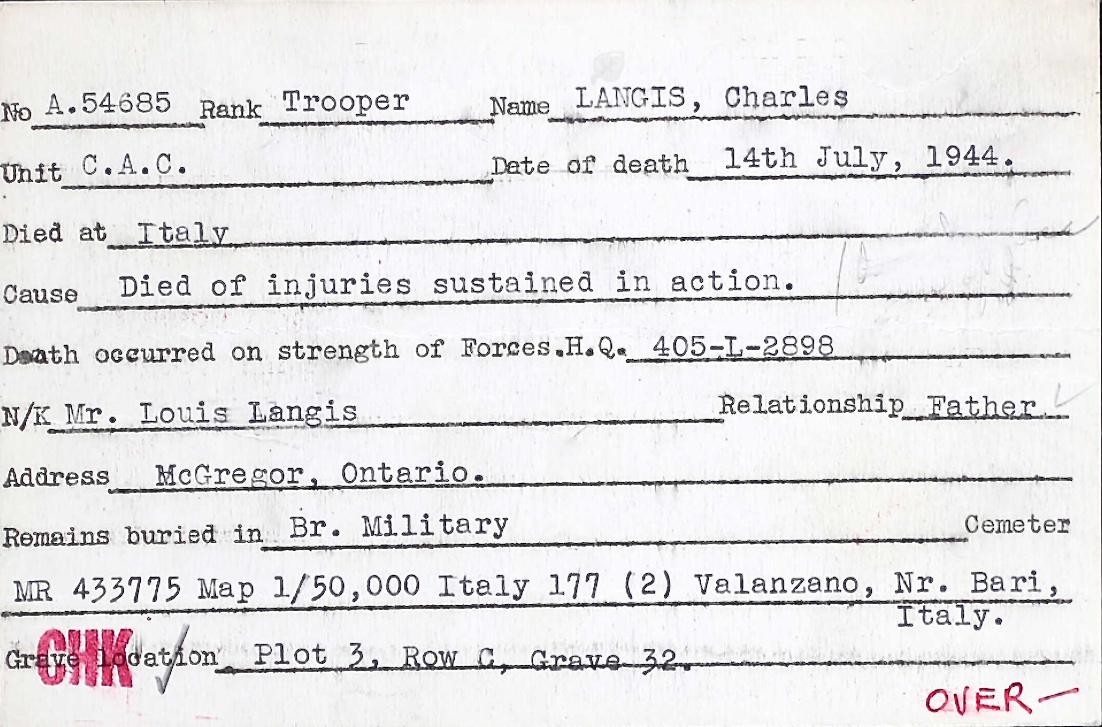 No A.54685 Rank Trooper Name LANGIS, Charles
Unit C.A.C. Date of death 14th July, 1944.
Died at Italy
Cause Died of injuries sustained in action.
Death occurred on strength of Forces.H.Q. 405-L-2898
N/K Mr. Louis Langis Relationship Father
Address McGregor, Ontario.
Remains buried in Br. Military Cemeter
MR 433775 Map 1/50,000 Italy 177 (2) Valanzano, Nr. Bari,
Italy.
Grave location Plot 3, Row C, Grave 32.
CHK
OVER —